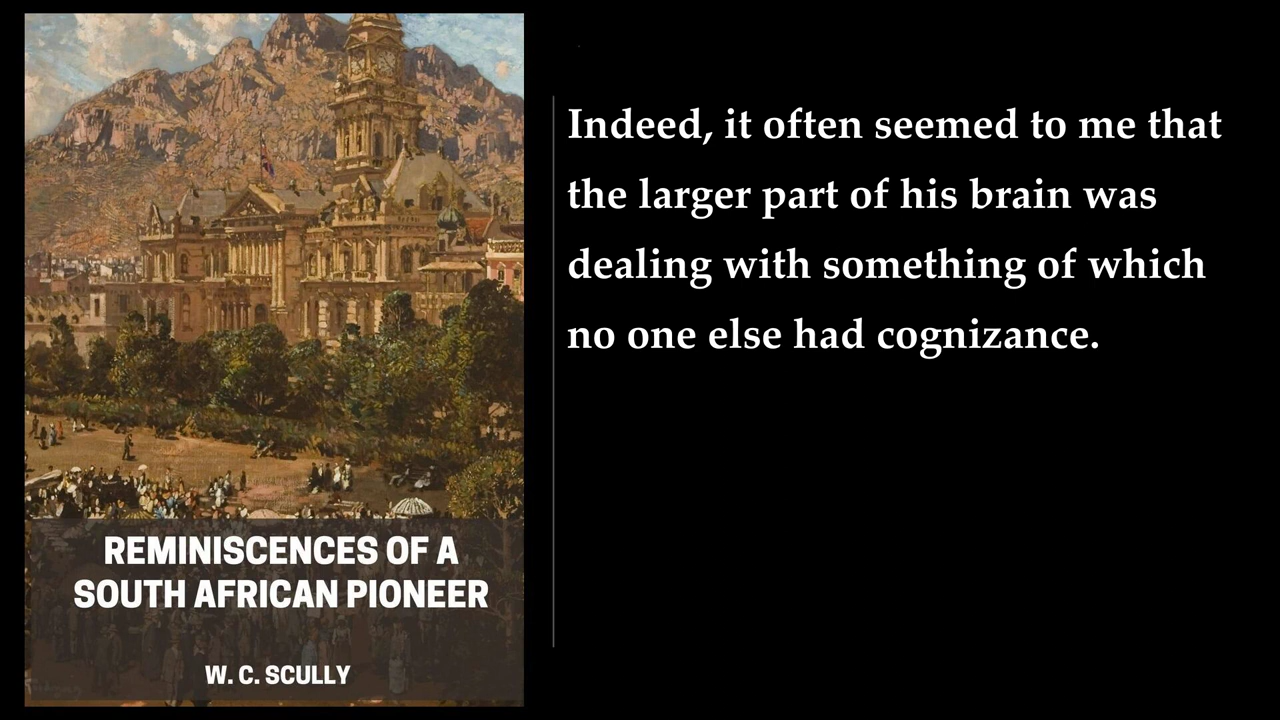 Indeed, it often seemed to me that
the larger part of his brain was
dealing with something of which
no one else had cognizance.
REMINISCENCES OF A
SOUTH AFRICAN PIONEER
W. C. SCULLY